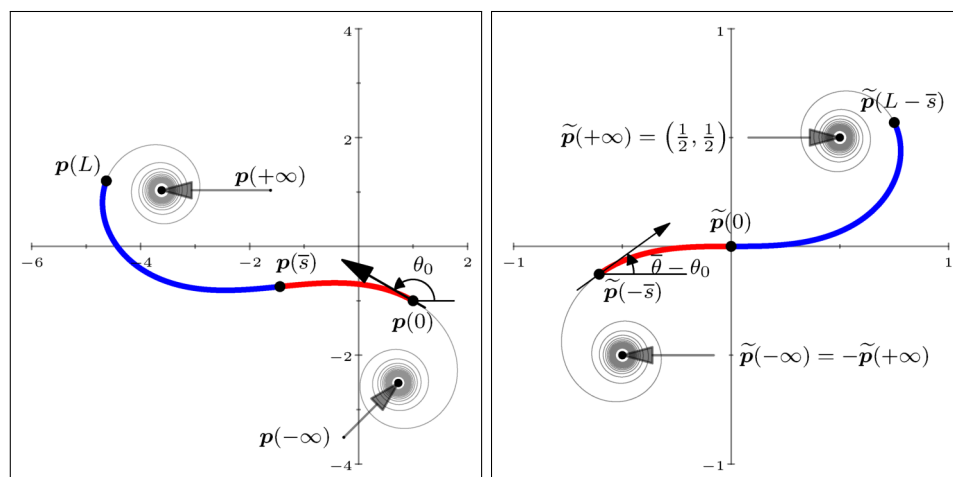 4
2
p(L)
p(+∞)
−6
−4
−2
2
p(s̅)
θ₀
p(0)
−2
p(−∞)
−4
1
p̃(L − s̅)
p̃(+∞) = (1/2, 1/2)
p̃(0)
−1
1
θ̅ − θ₀
p̃(−s̅)
p̃(−∞) = −p̃(+∞)
−1